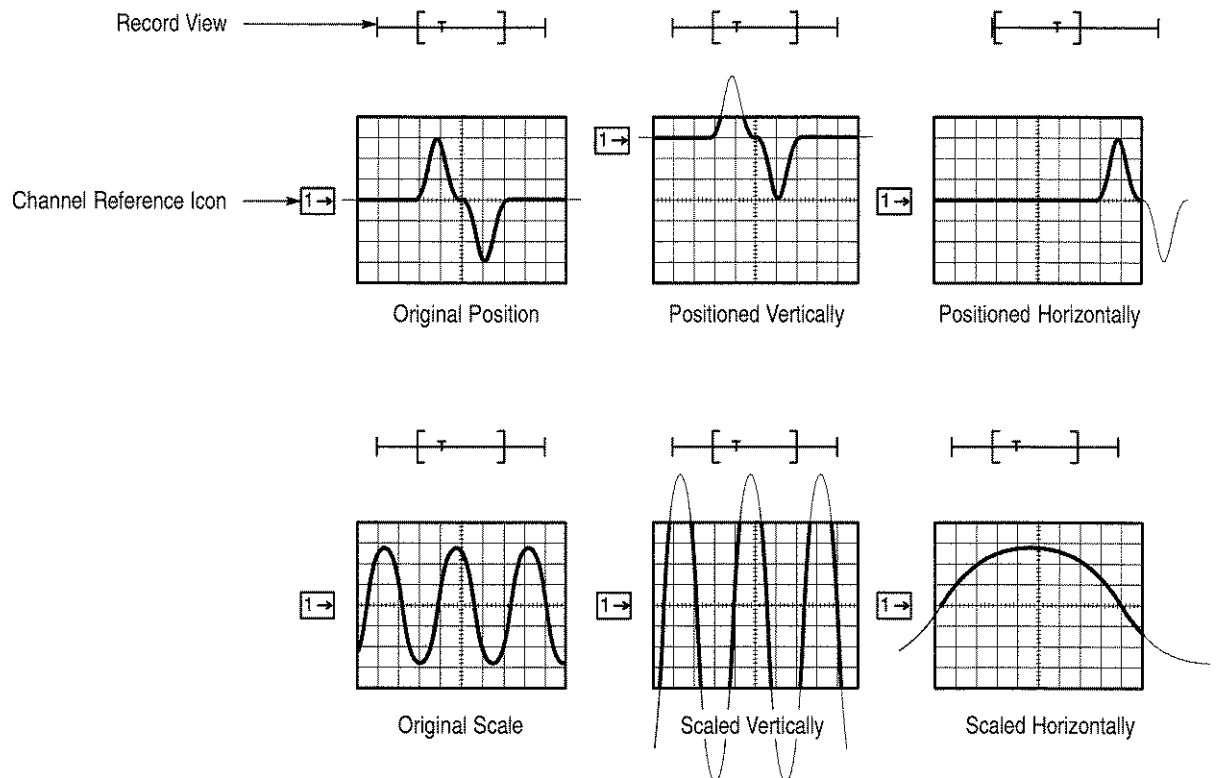 Record View
T
T
T
1→
Channel Reference Icon
1→
1→
Original Position
Positioned Vertically
Positioned Horizontally
T
T
T
1→
1→
1→
Original Scale
Scaled Vertically
Scaled Horizontally